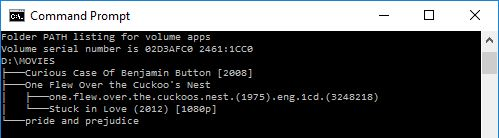 Command Prompt
Folder PATH listing for volume apps
Volume serial number is 02D3AFC0 2461:1CC0
D:\MOVIES
├───Curious Case Of Benjamin Button [2008]
├───One Flew Over the Cuckoo's Nest
│   ├───one.flew.over.the.cuckoos.nest.(1975).eng.1cd.(3248218)
│   └───Stuck in Love (2012) [1080p]
└───pride and prejudice